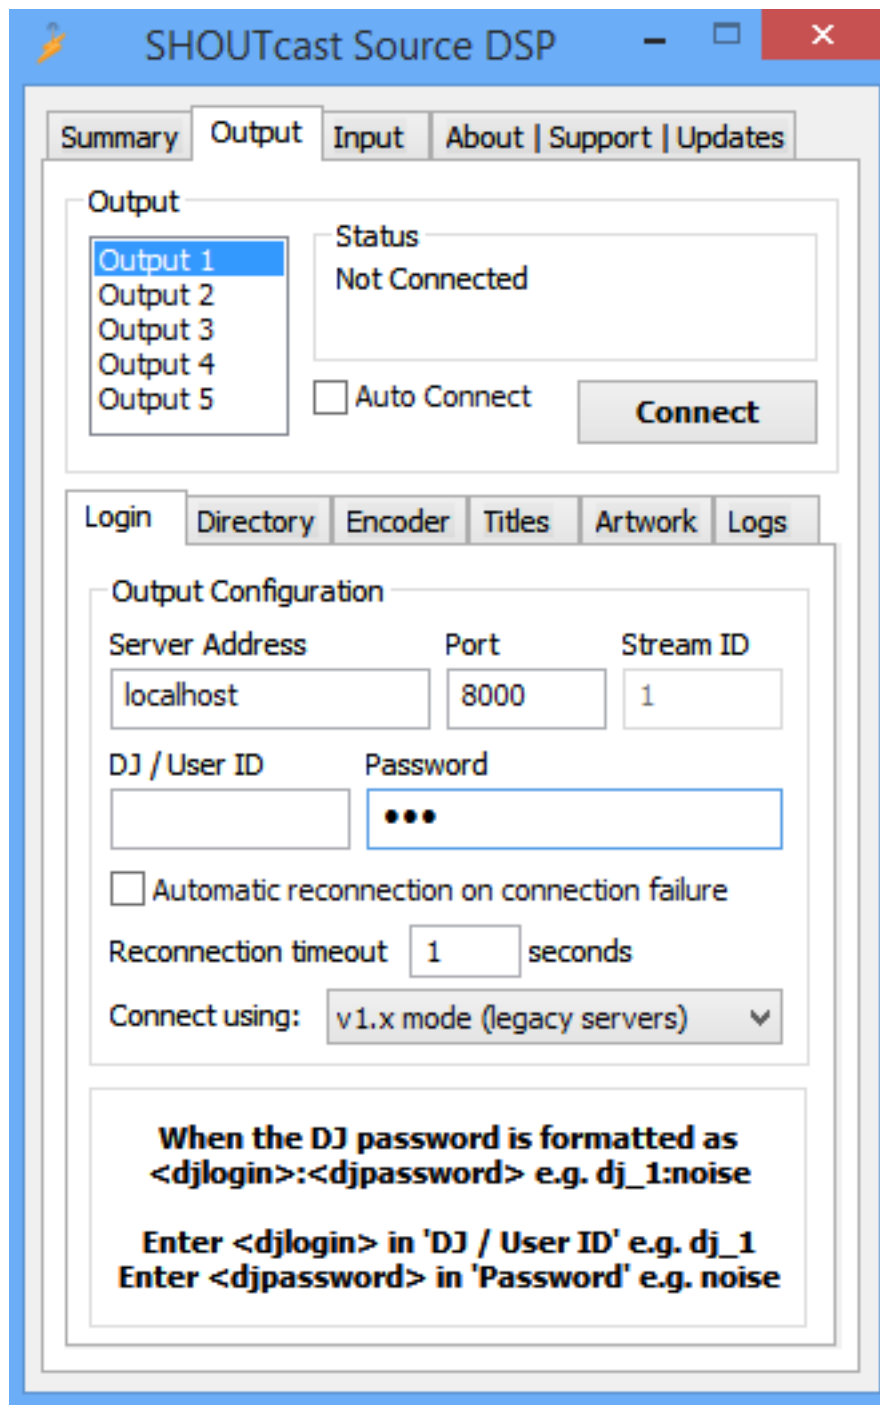 SHOUTcast Source DSP
Summary Output Input About | Support | Updates
Output
Output 1
Output 2
Output 3
Output 4
Output 5
Status
Not Connected
Auto Connect
Connect
Login Directory Encoder Titles Artwork Logs
Output Configuration
Server Address Port Stream ID
localhost 8000 1
DJ / User ID Password
●●●
Automatic reconnection on connection failure
Reconnection timeout 1 seconds
Connect using: v1.x mode (legacy servers)
When the DJ password is formatted as
<djlogin>:<djpassword> e.g. dj_1:noise
Enter <djlogin> in 'DJ / User ID' e.g. dj_1
Enter <djpassword> in 'Password' e.g. noise